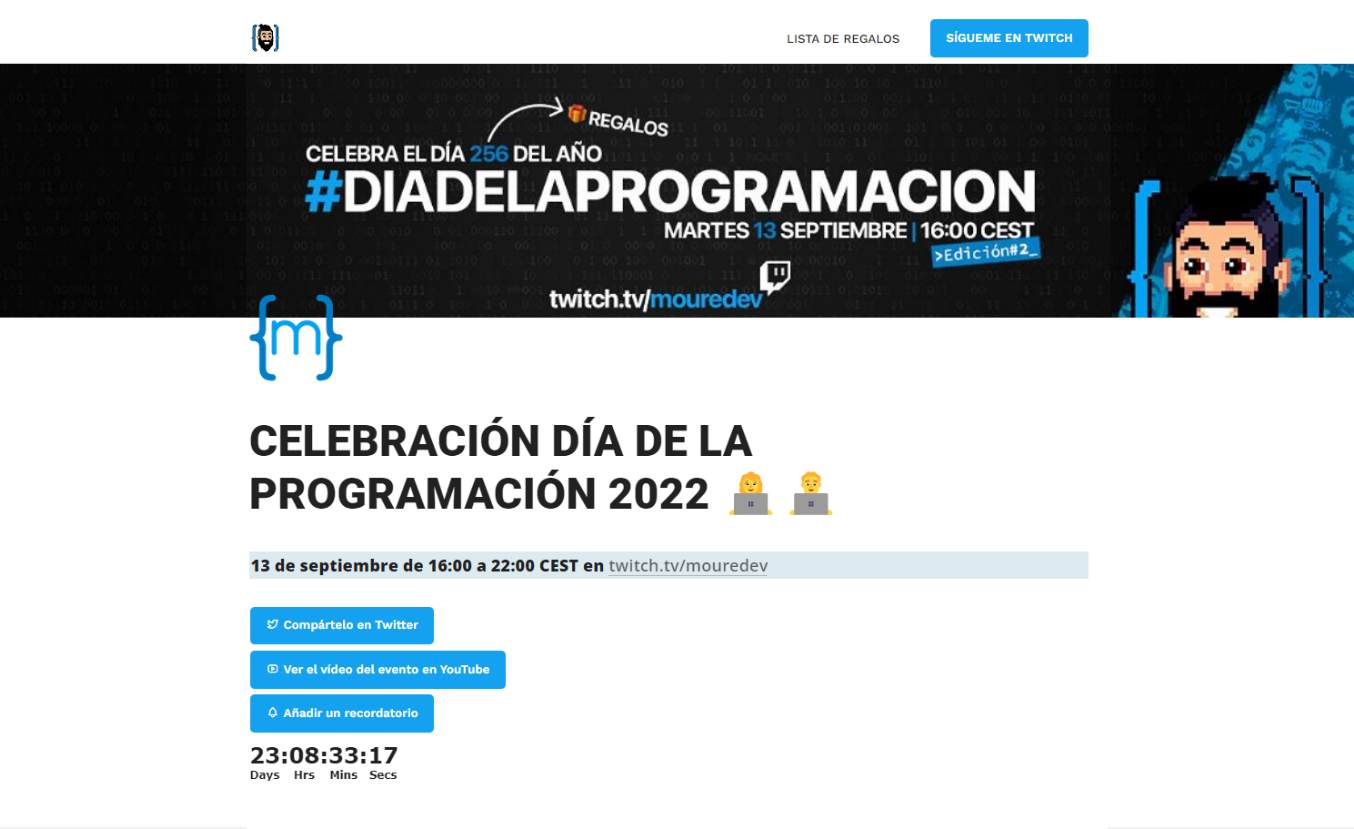 LISTA DE REGALOS
SÍGUEME EN TWITCH
REGALOS
CELEBRA EL DÍA 256 DEL AÑO
#DIADELAPROGRAMACION
MARTES 13 SEPTIEMBRE | 16:00 CEST
>Edición#2_
twitch.tv/mouredev
{m}
CELEBRACIÓN DÍA DE LA
PROGRAMACIÓN 2022
13 de septiembre de 16:00 a 22:00 CEST en twitch.tv/mouredev
Compártelo en Twitter
Ver el vídeo del evento en YouTube
Añadir un recordatorio
23:08:33:17
Days Hrs Mins Secs